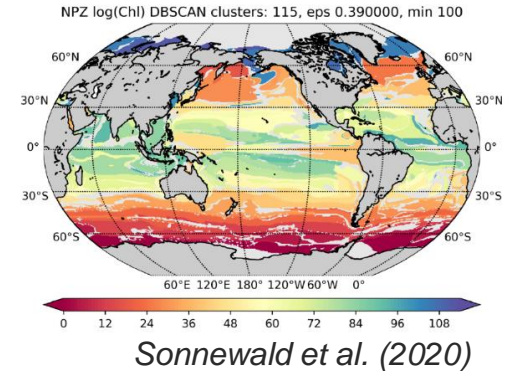 NPZ log(Chl) DBSCAN clusters: 115, eps 0.390000, min 100
60°N 60°N
30°N 30°N
0° 0°
30°S 30°S
60°S 60°S
60°E 120°E 180° 120°W 60°W 0°
0 12 24 36 48 60 72 84 96 108
Sonnewald et al. (2020)